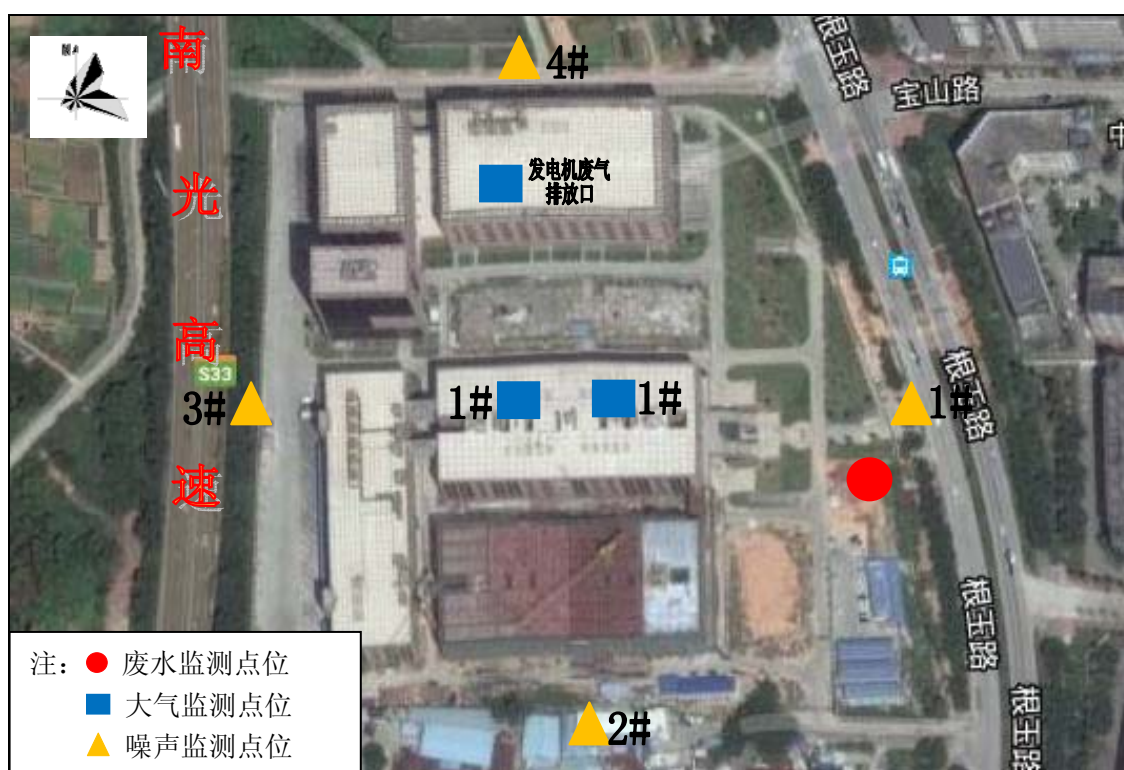 南
光
高
速
4#
根玉路
宝山路
中
发电机废气
排放口
S33
3#
1#
1#
1#
根玉路
根玉路
2#
根玉路
注：
废水监测点位
大气监测点位
噪声监测点位